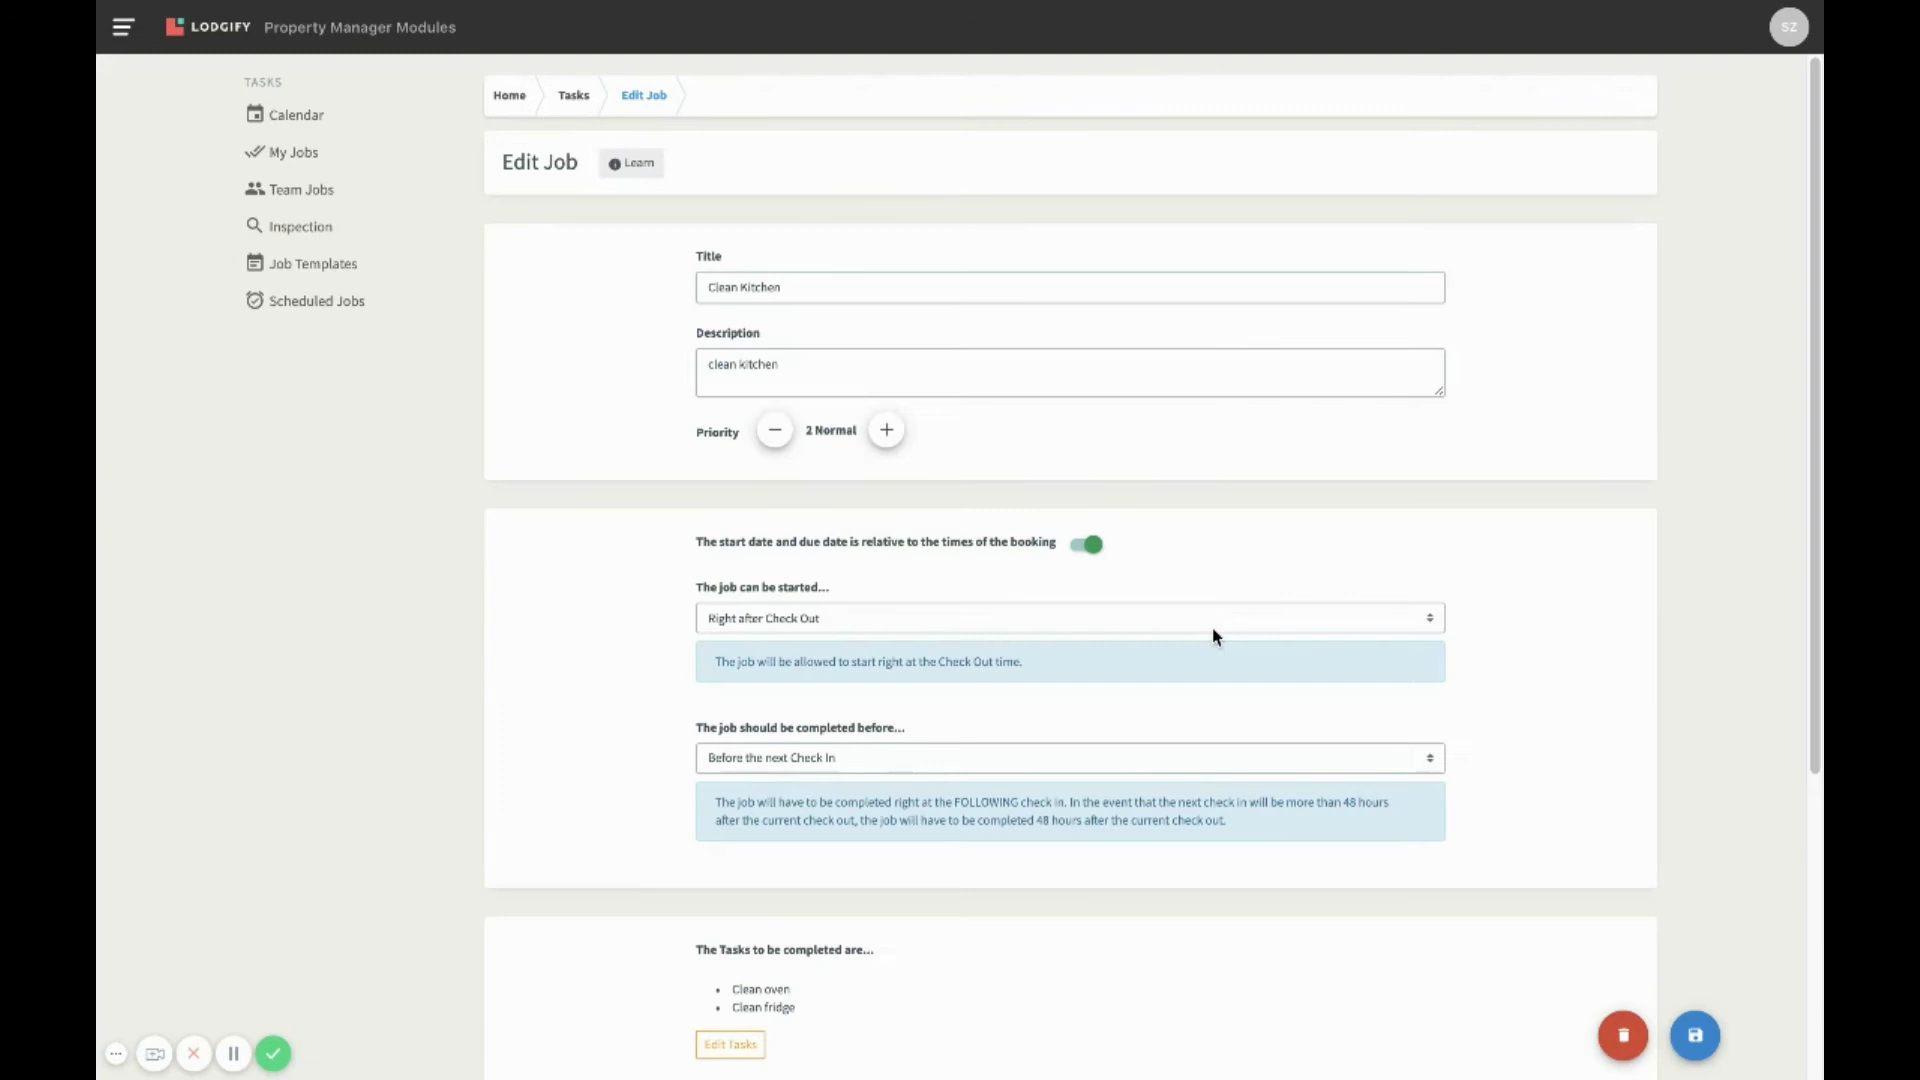 LODGIFY Property Manager Modules
SZ
TASKS
Calendar
My Jobs
Team Jobs
Inspection
Job Templates
Scheduled Jobs
Home Tasks Edit Job
Edit Job Learn
Title
Clean Kitchen
Description
clean kitchen
Priority 2 Normal
The start date and due date is relative to the times of the booking
The job can be started...
Right after Check Out
The job will be allowed to start right at the Check Out time.
The job should be completed before...
Before the next Check In
The job will have to be completed right at the FOLLOWING check in. In the event that the next check in will be more than 48 hours
after the current check out, the job will have to be completed 48 hours after the current check out.
The Tasks to be completed are...
• Clean oven
• Clean fridge
Edit Tasks